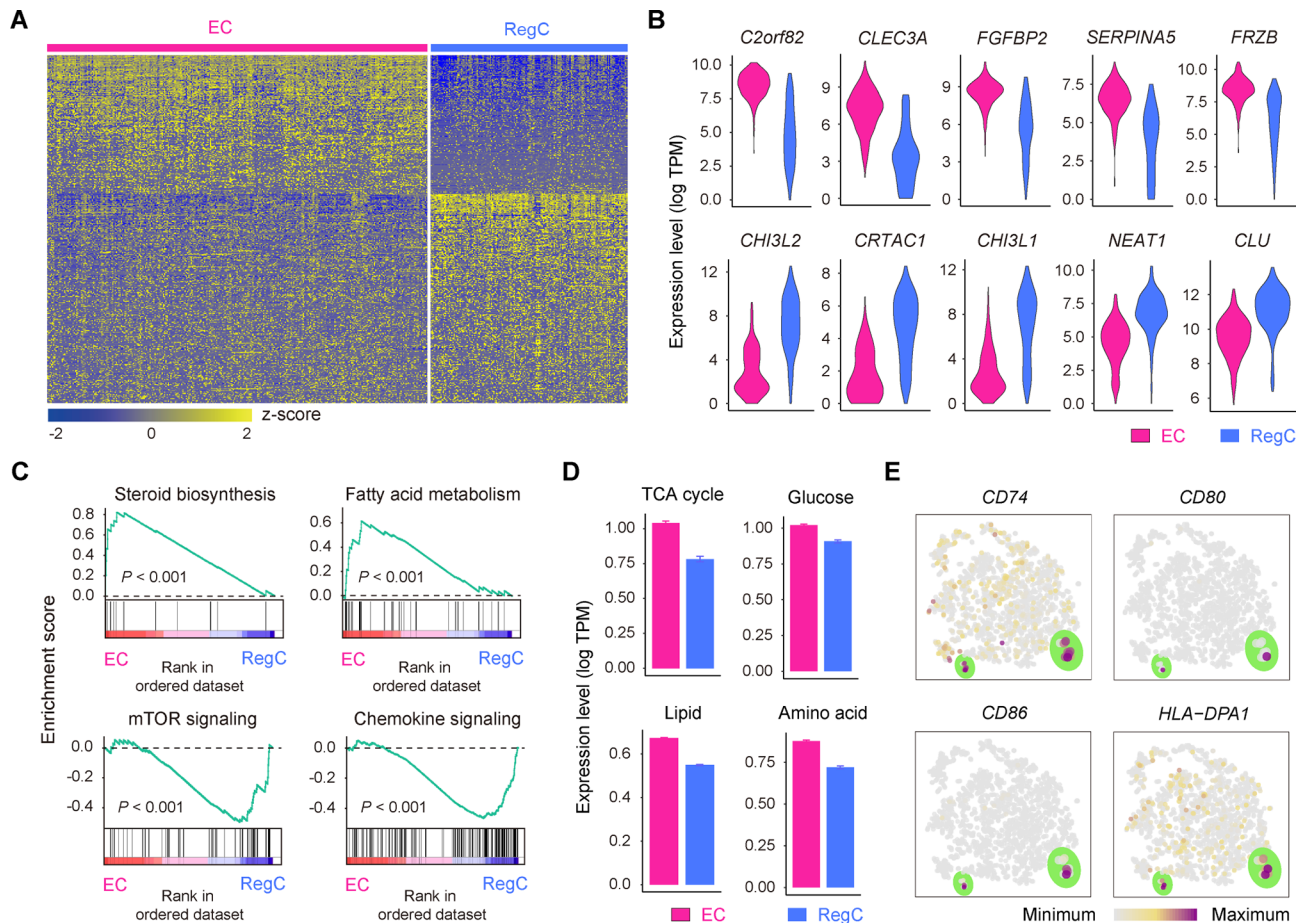 A
EC
RegC
-2
0
2
z-score
B
C2orf82
CLEC3A
FGFBP2
SERPINA5
FRZB
10.0
7.5
5.0
2.5
0.0
9
6
3
0
9
6
3
0
7.5
5.0
2.5
0.0
10.0
7.5
5.0
2.5
0.0
Expression level (log TPM)
CHI3L2
CRTAC1
CHI3L1
NEAT1
CLU
12
8
4
0
8
6
4
2
0
12
8
4
0
10.0
7.5
5.0
2.5
0.0
12
10
8
6
EC
RegC
C
Enrichment score
Steroid biosynthesis
0.8
0.6
0.4
0.2
0.0
P < 0.001
EC
Rank in
ordered dataset
RegC
Fatty acid metabolism
0.6
0.4
0.2
0.0
P < 0.001
EC
Rank in
ordered dataset
RegC
mTOR signaling
0.0
-0.2
-0.4
P < 0.001
EC
Rank in
ordered dataset
RegC
Chemokine signaling
0.0
-0.2
-0.4
P < 0.001
EC
Rank in
ordered dataset
RegC
D
Expression level (log TPM)
TCA cycle
1.00
0.75
0.50
0.25
0.00
Glucose
1.00
0.75
0.50
0.25
0.00
Lipid
0.6
0.4
0.2
0.0
Amino acid
0.75
0.50
0.25
0.00
EC
RegC
E
CD74
CD80
CD86
HLA−DPA1
Minimum
Maximum